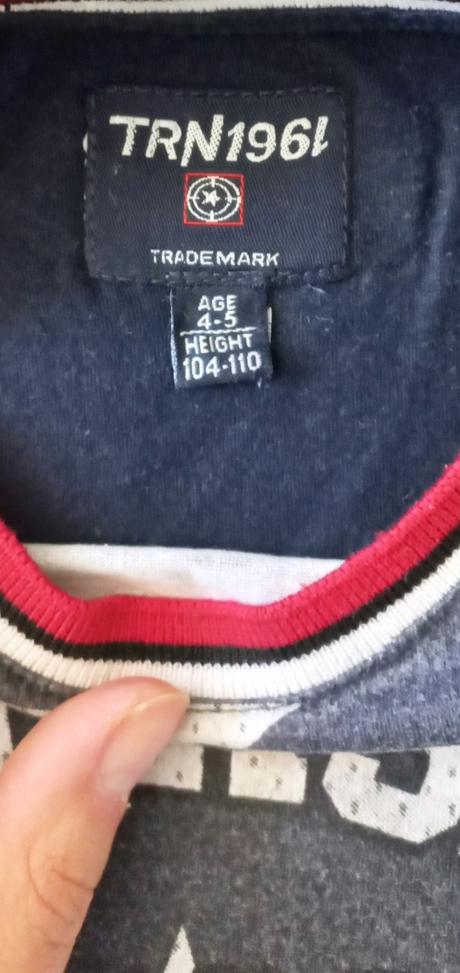 TRN1961
TRADEMARK
AGE
4-5
HEIGHT
104-110